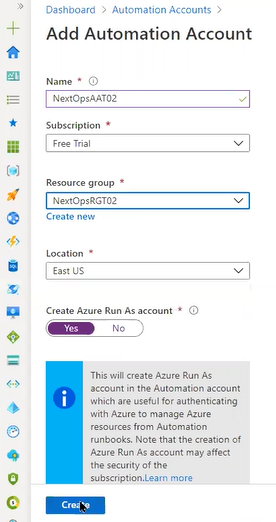 Dashboard > Automation Accounts >
Add Automation Account
Name *
NextOpsAAT02
Subscription *
Free Trial
Resource group *
NextOpsRGT02
Create new
Location *
East US
Create Azure Run As account *
Yes No
This will create Azure Run As
account in the Automation account
which are useful for authenticating
with Azure to manage Azure
resources from Automation
runbooks. Note that the creation of
Azure Run As account may affect
the security of the
subscription.Learn more
Create